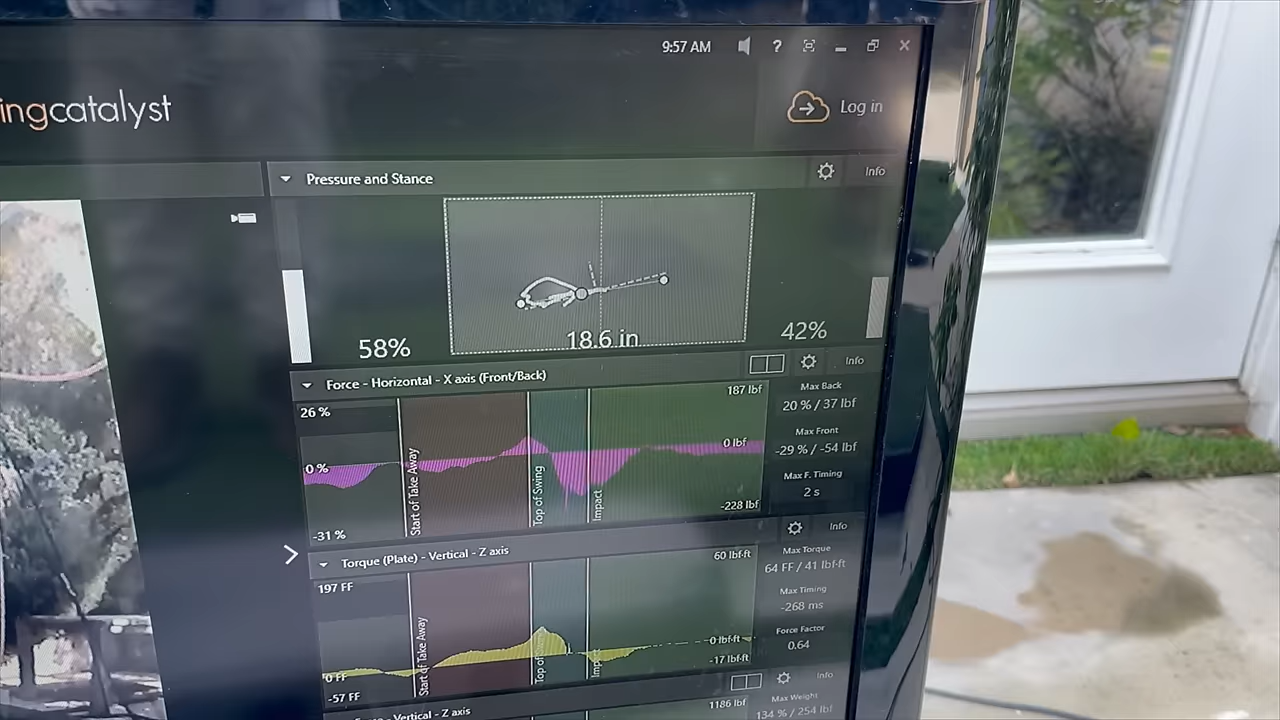 9:57 AM
?
ingcatalyst
Log in
Pressure and Stance
Info
58%
18.6 in
42%
Force - Horizontal - X axis (Front/Back)
Info
26 %
187 lbf
Max Back
20 % / 37 lbf
0 %
0 lbf
Max Front
-29 % / -54 lbf
Max F. Timing
2 s
-31 %
-228 lbf
Start of Take Away
Top of Swing
Impact
Torque (Plate) - Vertical - Z axis
Info
197 FF
60 lbf-ft
Max Torque
64 FF / 41 lbf-ft
Max Timing
-268 ms
Force Factor
0.64
0 FF
0 lbf-ft
-57 FF
-17 lbf-ft
Start of Take Away
Top of
Impact
- Vertical - Z axis
Info
1186 lbf
Max Weight
134 % / 254 lbf